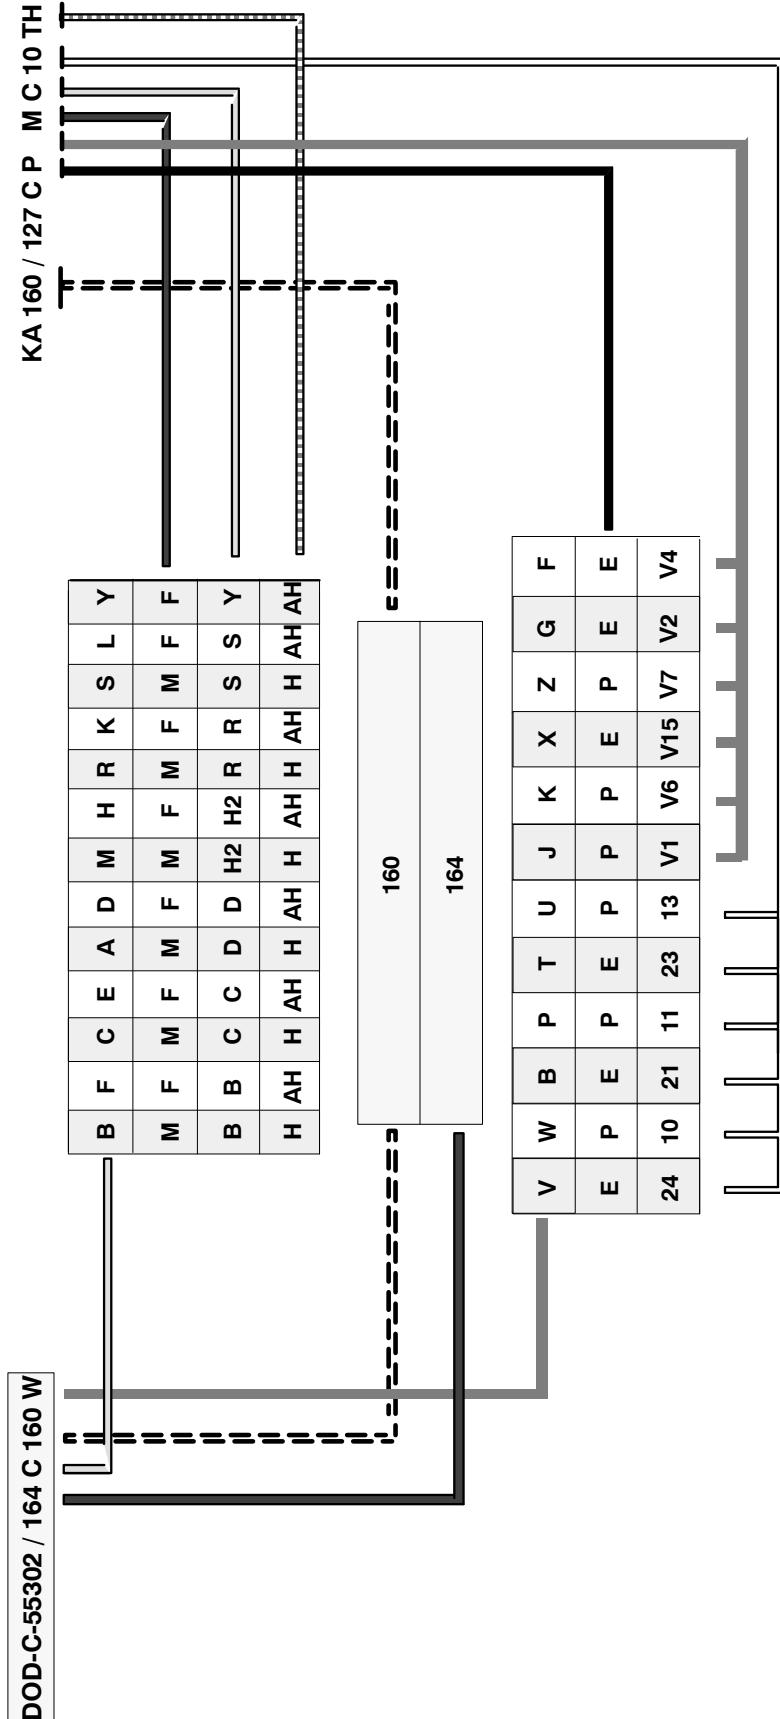 DOD-C-55302 / 164 C 160 W
KA 160 / 127 C P M C 10 TH
B F C E A D M H R K S L Y
M F M F M F M F M F M F F
B B C C D D H2 H2 R R S S Y
H AH H AH H AH H AH H AH H AH AH
160
164
V W B P T U J K X Z G F
E P E P E P P P E P E E
24 10 21 11 23 13 V1 V6 V15 V7 V2 V4